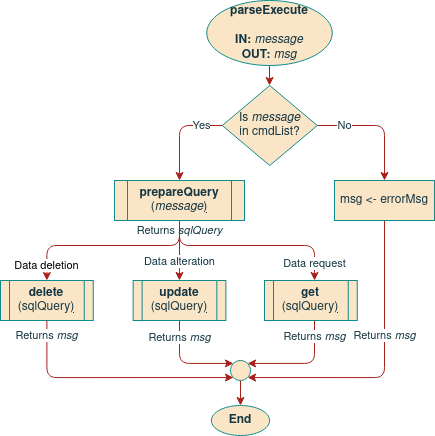 parseExecute
IN: message
OUT: msg
Is message
in cmdList?
Yes
No
prepareQuery
(message)
msg <- errorMsg
Returns sqlQuery
Data deletion
Data alteration
Data request
delete
(sqlQuery)
update
(sqlQuery)
get
(sqlQuery)
Returns msg
Returns msg
Returns msg
Returns msg
End